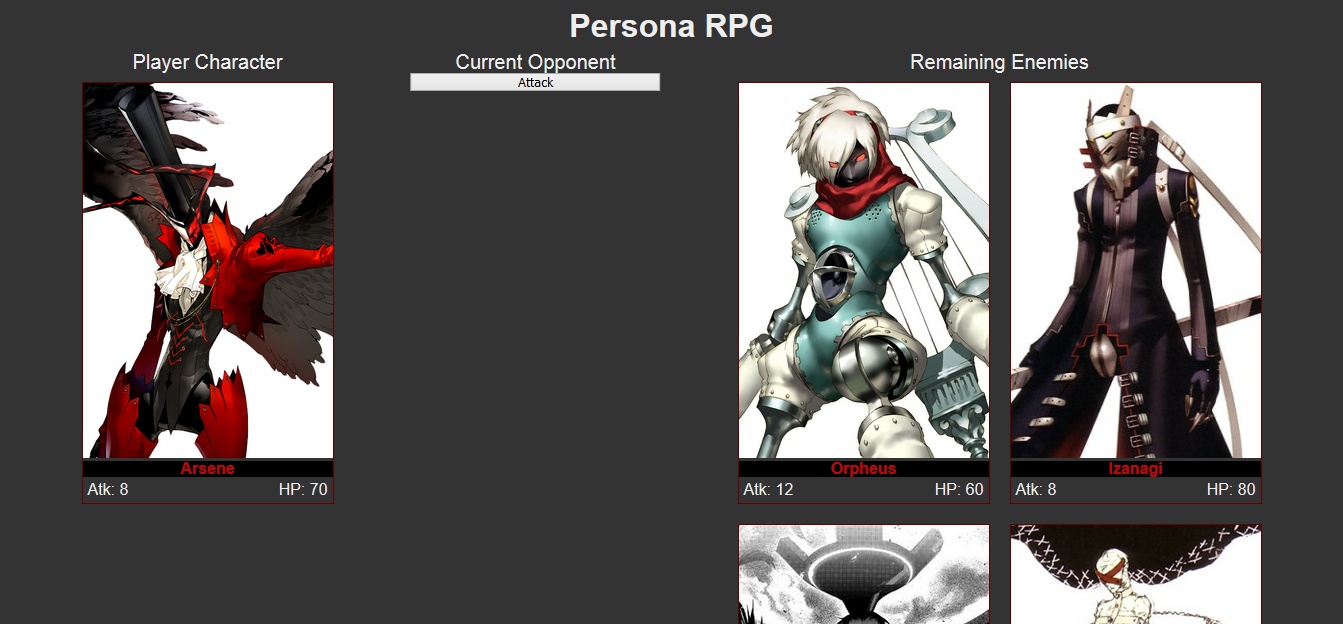 Persona RPG
Player Character
Current Opponent
Remaining Enemies
Attack
Arsene
Atk: 8 HP: 70
Orpheus
Atk: 12 HP: 60
Izanagi
Atk: 8 HP: 80